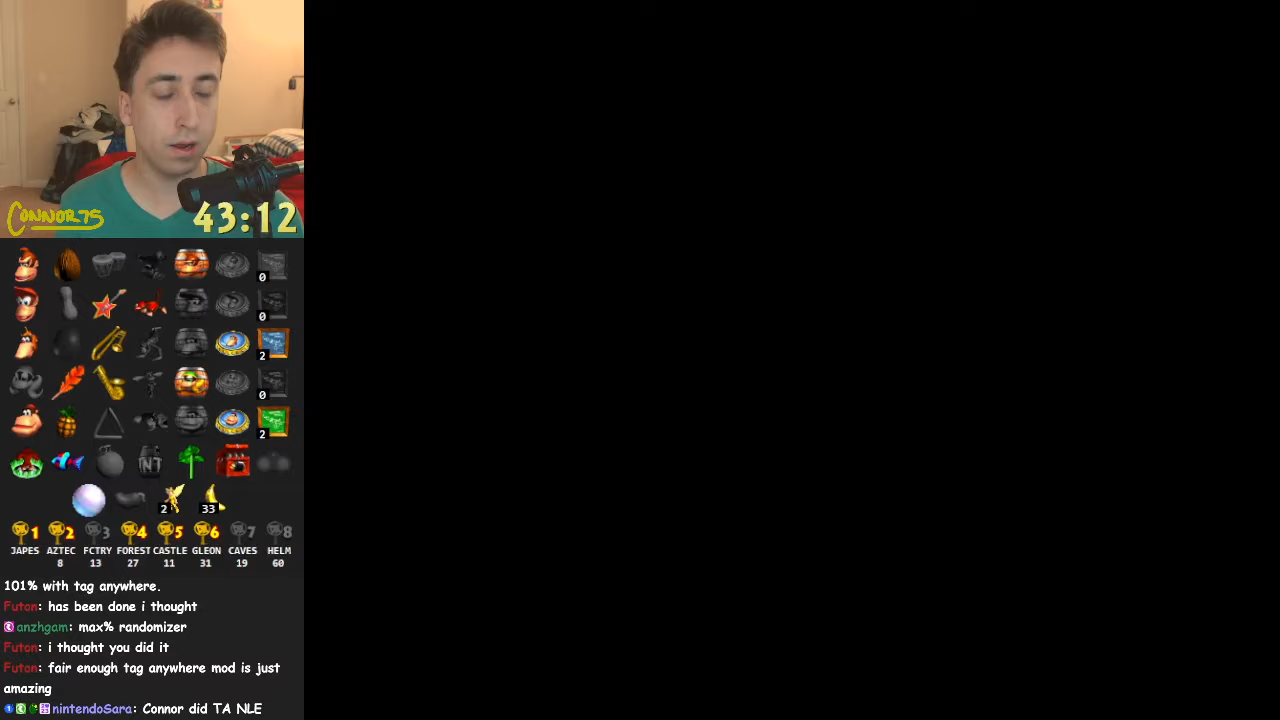 CONNOR75
43:12
0
0
2
0
2
NT
2 33
1 2 3 4 5 6 7 8
JAPES AZTEC FCTRY FOREST CASTLE GLEON CAVES HELM
8 13 27 11 31 19 60
101% with tag anywhere.
Futon: has been done i thought
anzhgam: max% randomizer
Futon: i thought you did it
Futon: fair enough tag anywhere mod is just
amazing
nintendoSara: Connor did TA NLE